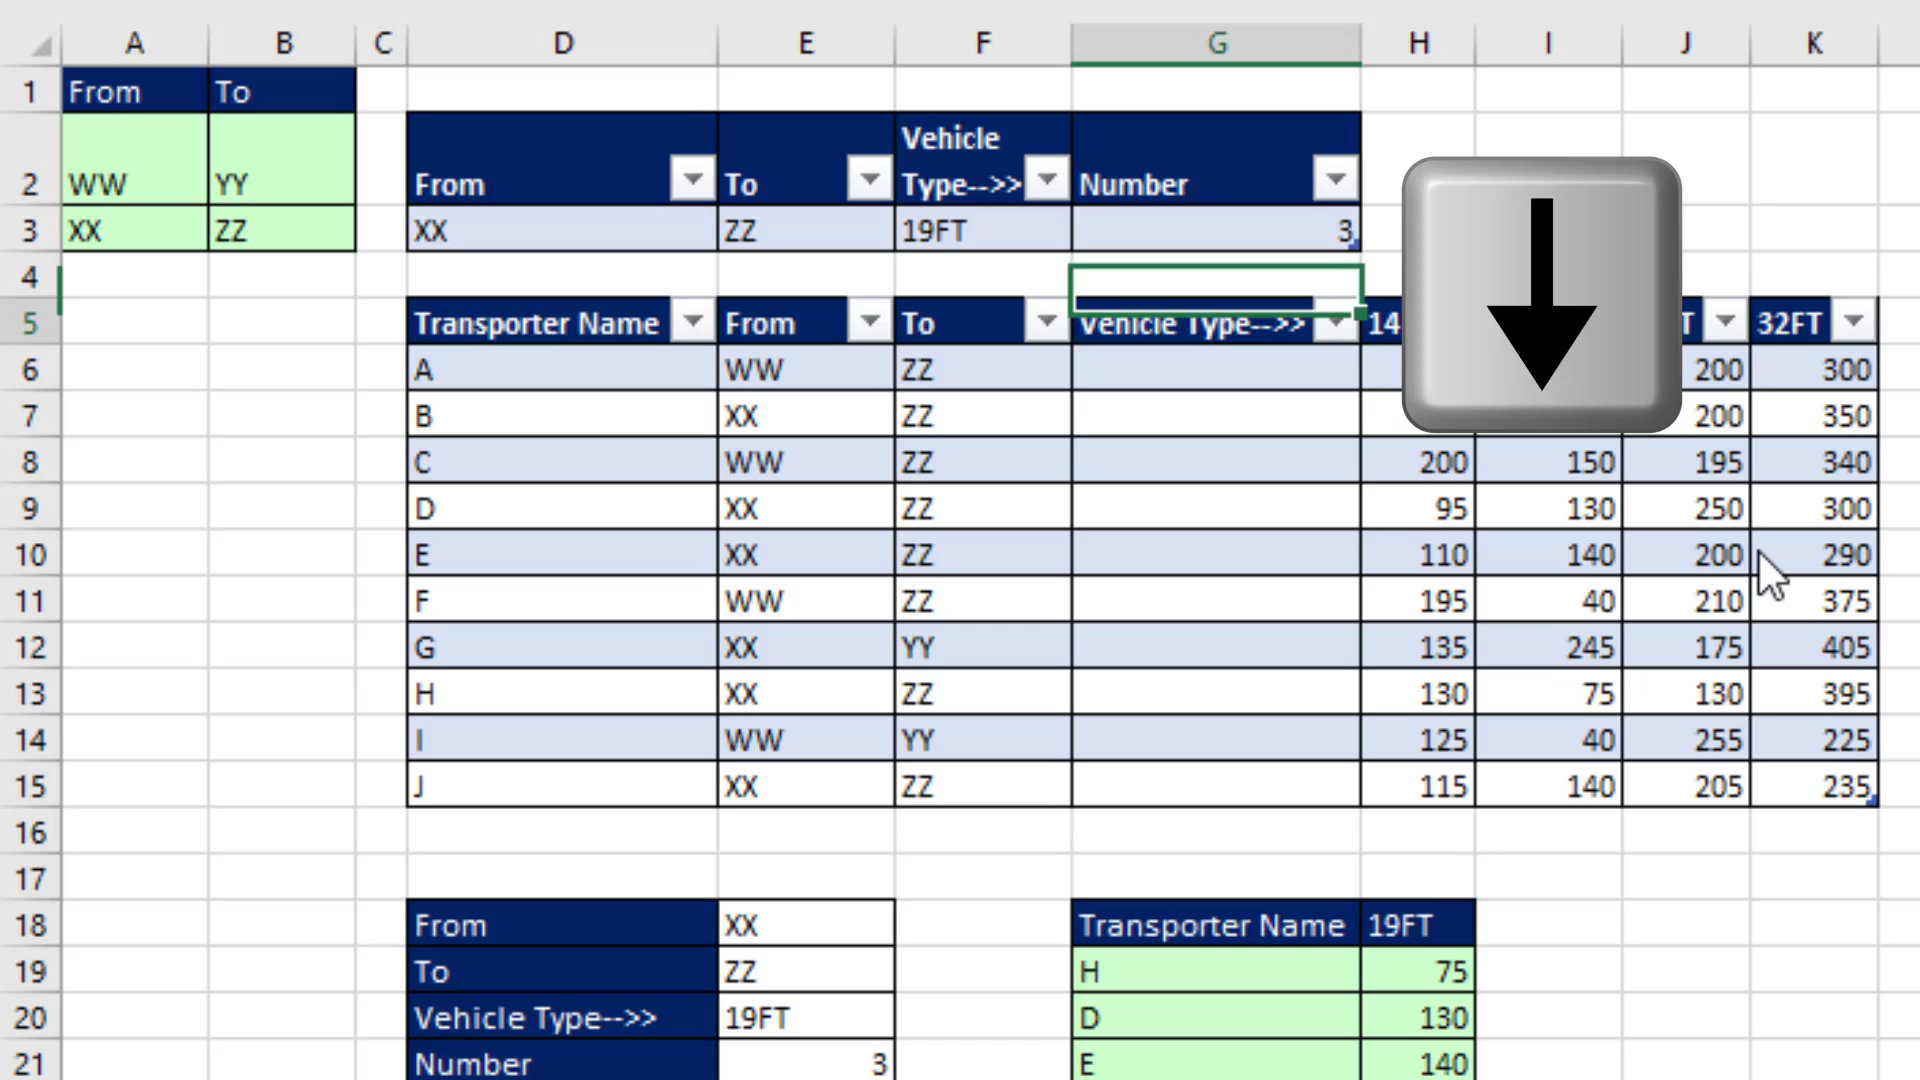 A B C D E F G H I J K
1 From To
Vehicle
2 WW YY From To Type-->> Number
3 XX ZZ XX ZZ 19FT 3
4
5 Transporter Name From To Vehicle Type-->> 14 T 32FT
6 A WW ZZ 200 300
7 B XX ZZ 200 350
8 C WW ZZ 200 150 195 340
9 D XX ZZ 95 130 250 300
10 E XX ZZ 110 140 200 290
11 F WW ZZ 195 40 210 375
12 G XX YY 135 245 175 405
13 H XX ZZ 130 75 130 395
14 I WW YY 125 40 255 225
15 J XX ZZ 115 140 205 235
16
17
18 From XX Transporter Name 19FT
19 To ZZ H 75
20 Vehicle Type-->> 19FT D 130
21 Number 3 E 140